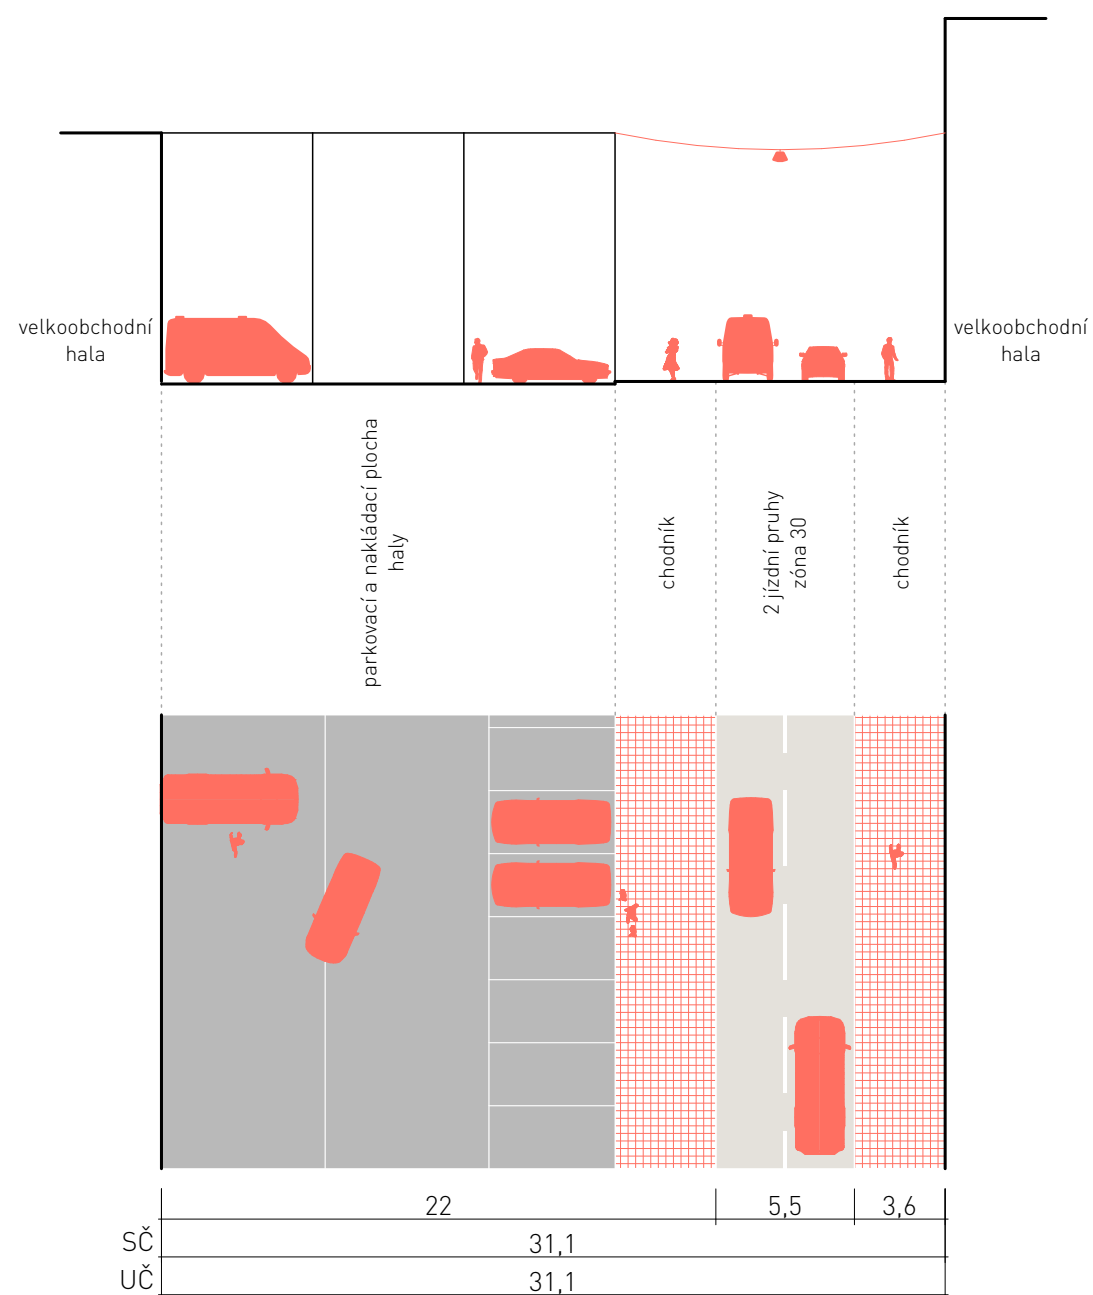 velkoobchodní
hala
velkoobchodní
hala
parkovací a nakládací plocha
haly
chodník
2 jízdní pruhy
zóna 30
chodník
22
5,5
3,6
SČ
31,1
UČ
31,1